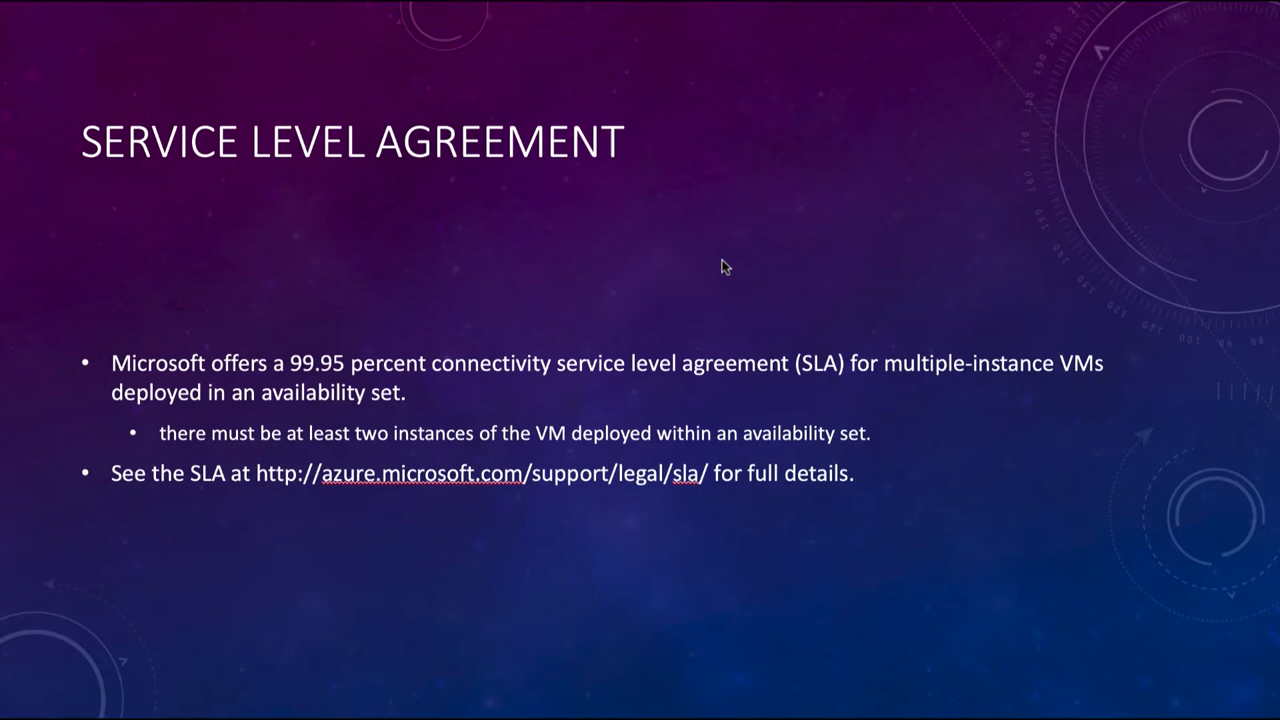 SERVICE LEVEL AGREEMENT
• Microsoft offers a 99.95 percent connectivity service level agreement (SLA) for multiple-instance VMs
deployed in an availability set.
• there must be at least two instances of the VM deployed within an availability set.
• See the SLA at http://azure.microsoft.com/support/legal/sla/ for full details.